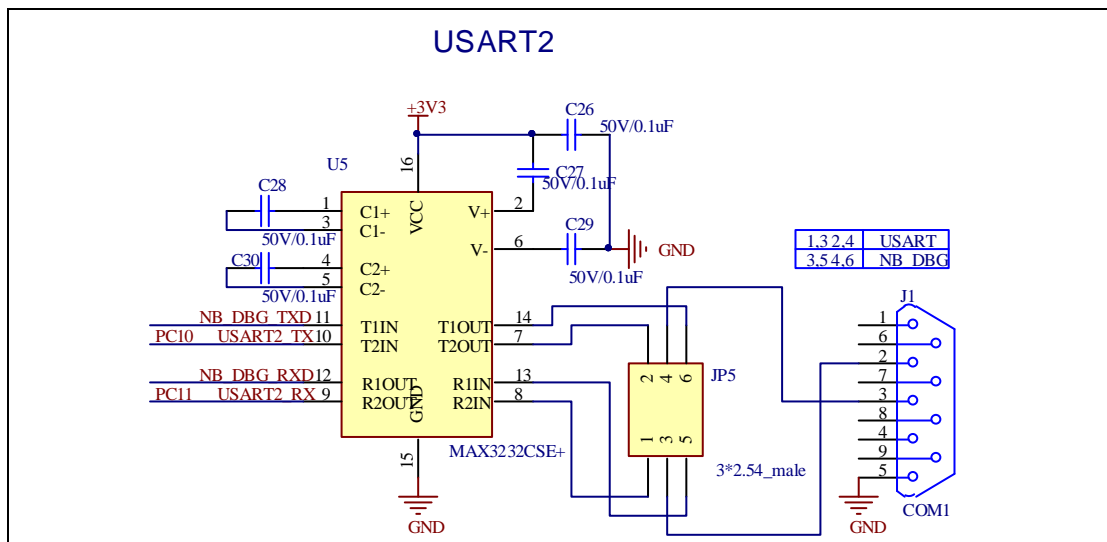 USART2
+3V3
C26
50V/0.1uF
U5
16
C27
50V/0.1uF
C28
1
C1+
VCC
V+
2
3
C1-
50V/0.1uF
C29
6
V-
GND
C30
4
C2+
50V/0.1uF
5
C2-
50V/0.1uF
1,3 2,4 USART
3,5 4,6 NB_DBG
J1
NB_DBG_TXD 11
T1IN
T1OUT
14
PC10 USART2_TX 10
T2IN
T2OUT
7
NB_DBG_RXD 12
R1OUT
R1IN
13
PC11 USART2_RX 9
R2OUT
GND
R2IN
8
2
4
6
JP5
1
3
5
1
6
2
7
3
8
4
9
5
15
MAX3232CSE+
3*2.54_male
GND
GND
COM1